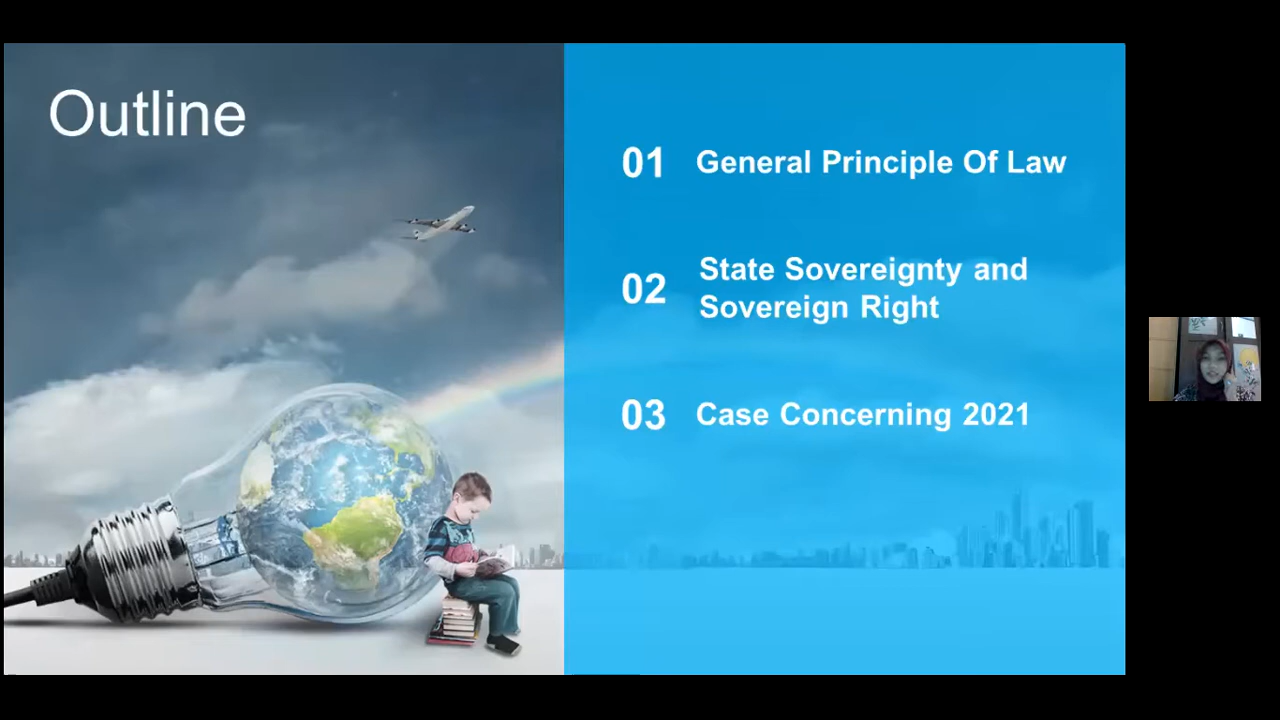 Outline
01 General Principle Of Law
02 State Sovereignty and
Sovereign Right
03 Case Concerning 2021